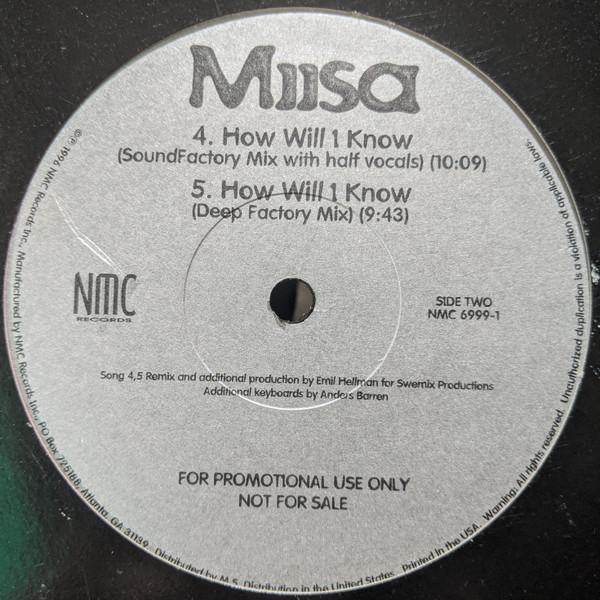 Miisa
4. How Will 1 Know
(SoundFactory Mix with half vocals) (10:09)
5. How Will 1 Know
(Deep Factory Mix) (9:43)
NMC
RECORDS
SIDE TWO
NMC 6999-1
Song 4,5 Remix and additional production by Emil Hellman for Swemix Productions
Additional keyboards by Anders Barren
FOR PROMOTIONAL USE ONLY
NOT FOR SALE
℗ 1996 NMC Records Inc., Manufactured by NMC Records Inc., PO Box 725188, Atlanta, GA 31139. Distributed by M.S. Distribution in the United States. Printed in the USA. Warning: All rights reserved. Unauthorized duplication is a violation of applicable laws.